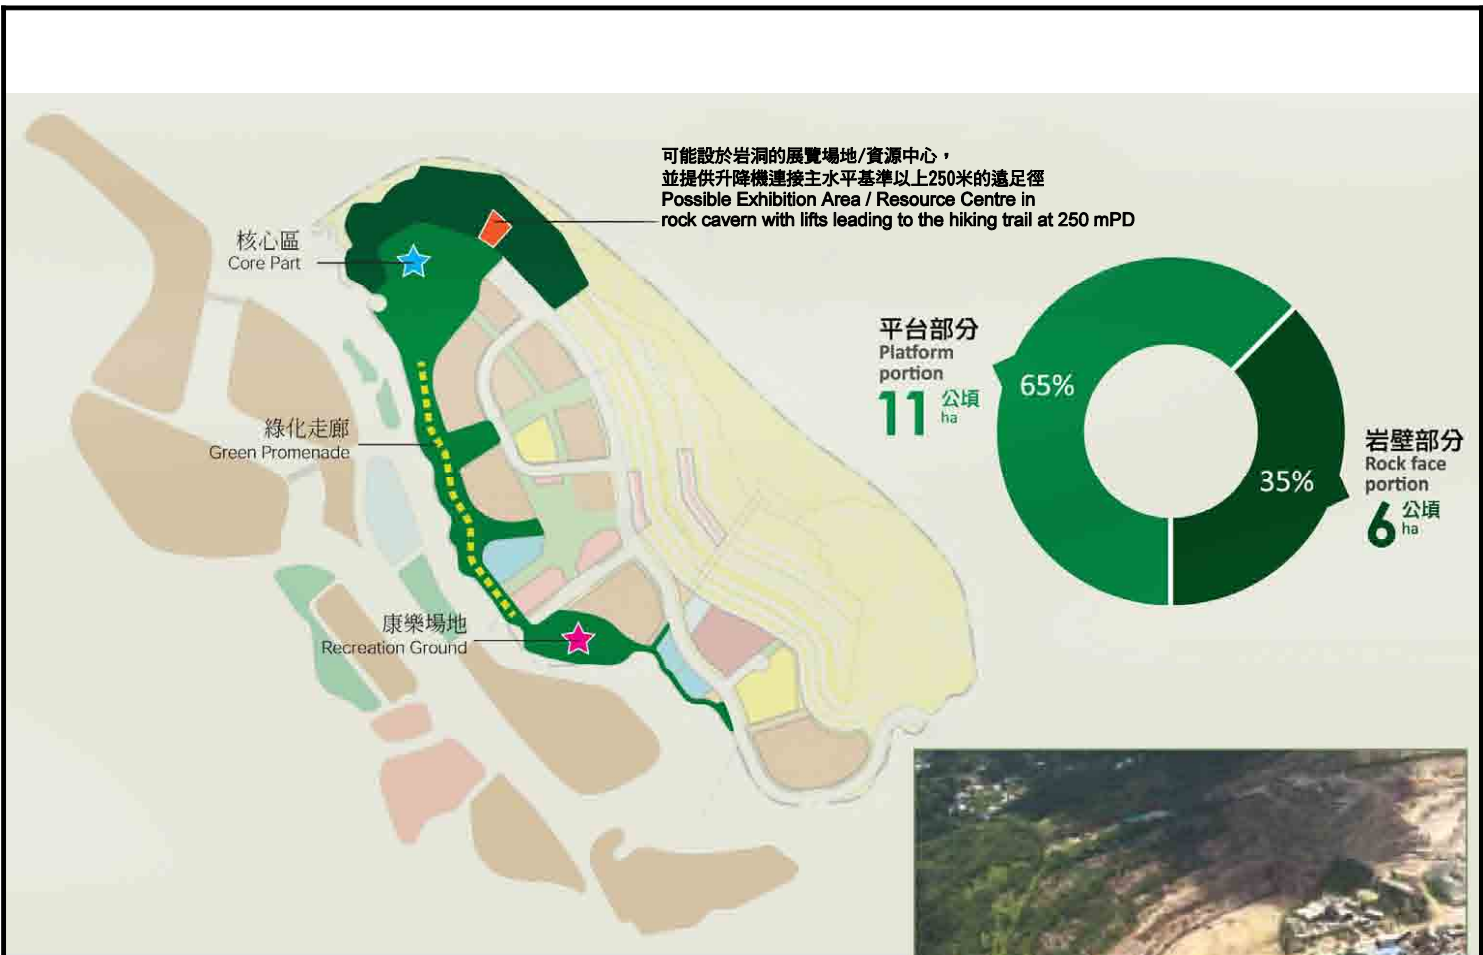 可能設於岩洞的展覽場地/資源中心，
並提供升降機連接主水平基準以上250米的遠足徑
Possible Exhibition Area / Resource Centre in
rock cavern with lifts leading to the hiking trail at 250 mPD
核心區
Core Part
平台部分
Platform
portion
11 公頃
ha
65%
岩壁部分
Rock face
portion
6 公頃
ha
35%
綠化走廊
Green Promenade
康樂場地
Recreation Ground